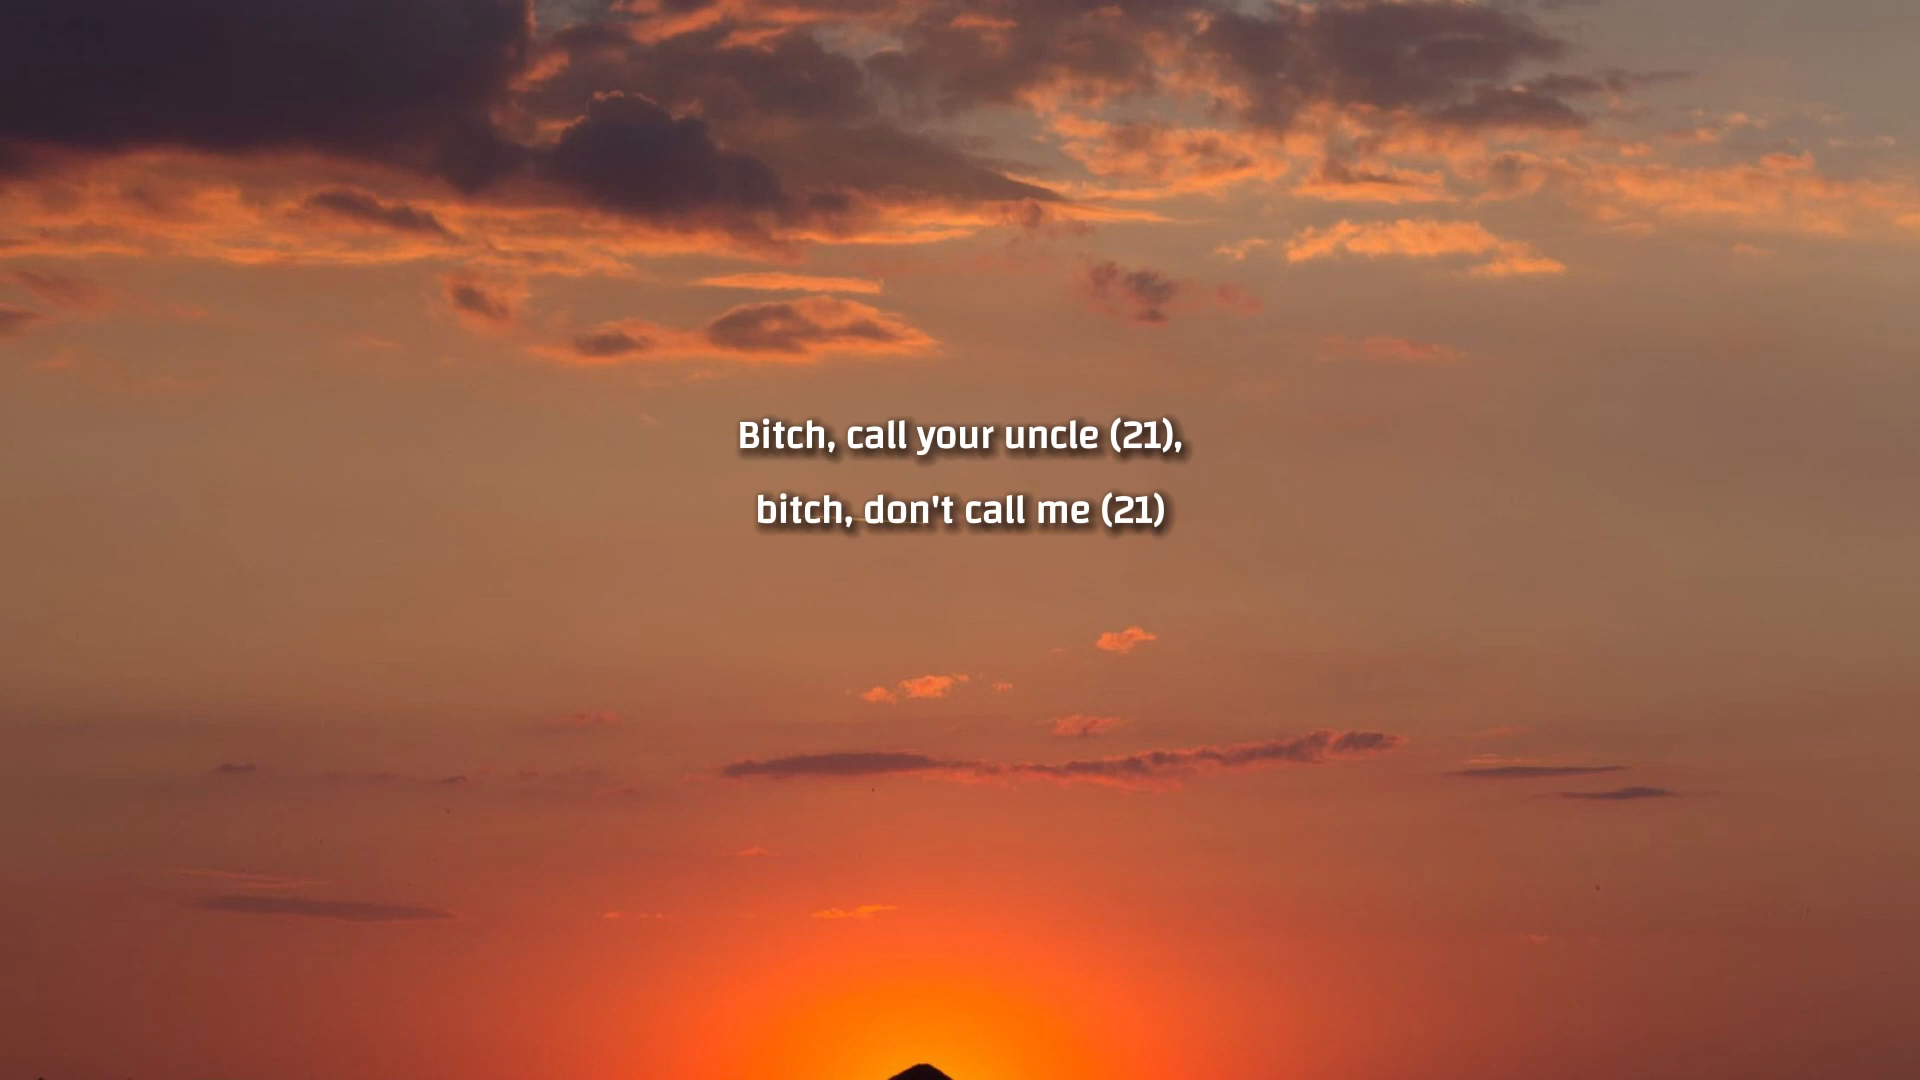 Bitch, call your uncle (21),
bitch, don't call me (21)